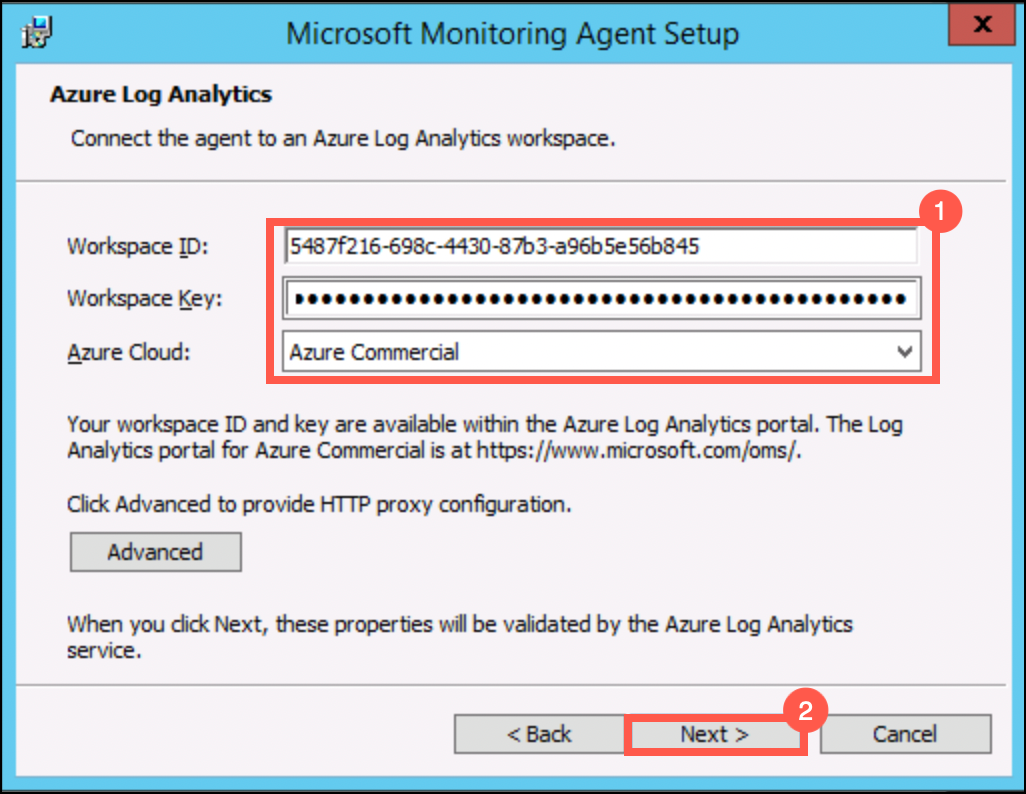 Microsoft Monitoring Agent Setup
X
Azure Log Analytics
Connect the agent to an Azure Log Analytics workspace.
1
Workspace ID: 5487f216-698c-4430-87b3-a96b5e56b845
Workspace Key: ••••••••••••••••••••••••••••••••••••••••••••
Azure Cloud: Azure Commercial
Your workspace ID and key are available within the Azure Log Analytics portal. The Log
Analytics portal for Azure Commercial is at https://www.microsoft.com/oms/.
Click Advanced to provide HTTP proxy configuration.
Advanced
When you click Next, these properties will be validated by the Azure Log Analytics
service.
2
< Back Next > Cancel